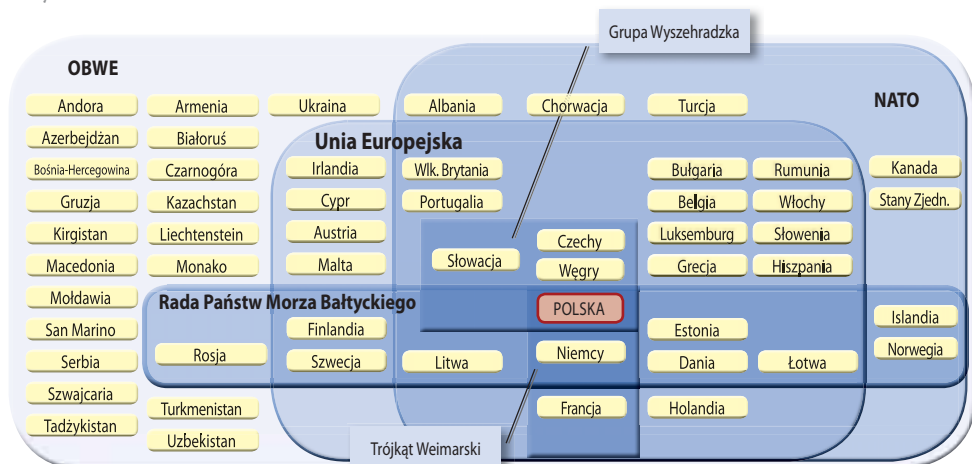 Grupa Wyszehradzka
OBWE
NATO
Andora
Armenia
Ukraina
Albania
Chorwacja
Turcja
Azerbejdżan
Białoruś
Unia Europejska
Bośnia-Hercegowina
Czarnogóra
Irlandia
Wlk. Brytania
Bułgaria
Rumunia
Kanada
Gruzja
Kazachstan
Cypr
Portugalia
Belgia
Włochy
Stany Zjedn.
Kirgistan
Liechtenstein
Austria
Słowacja
Czechy
Luksemburg
Słowenia
Macedonia
Monako
Malta
Węgry
Grecja
Hiszpania
Mołdawia
Rada Państw Morza Bałtyckiego
POLSKA
San Marino
Finlandia
Estonia
Islandia
Serbia
Rosja
Szwecja
Litwa
Niemcy
Dania
Łotwa
Norwegia
Szwajcaria
Turkmenistan
Francja
Holandia
Tadżykistan
Uzbekistan
Trójkąt Weimarski